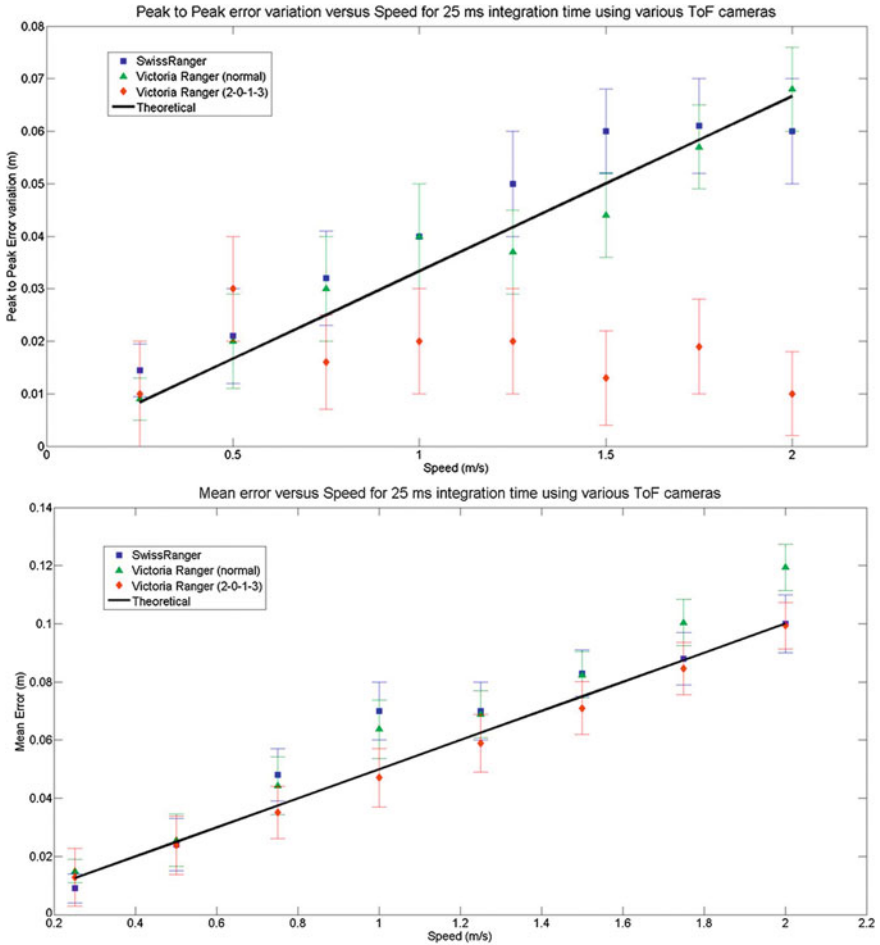 Peak to Peak error variation versus Speed for 25 ms integration time using various ToF cameras
0.08
0.07
0.06
0.05
0.04
0.03
0.02
0.01
0
Peak to Peak Error variation (m)
SwissRanger
Victoria Ranger (normal)
Victoria Ranger (2-0-1-3)
Theoretical
0.5
1
1.5
2
Speed (m/s)
Mean error versus Speed for 25 ms integration time using various ToF cameras
0.14
0.12
0.1
0.08
0.06
0.04
0.02
0
Mean Error (m)
SwissRanger
Victoria Ranger (normal)
Victoria Ranger (2-0-1-3)
Theoretical
0.2
0.4
0.6
0.8
1
1.2
1.4
1.6
1.8
2
2.2
Speed (m/s)